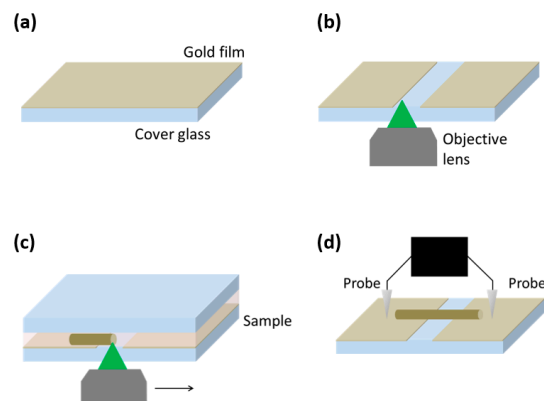 (a)
Gold film
Cover glass
(b)
Objective
lens
(c)
Sample
(d)
Probe
Probe